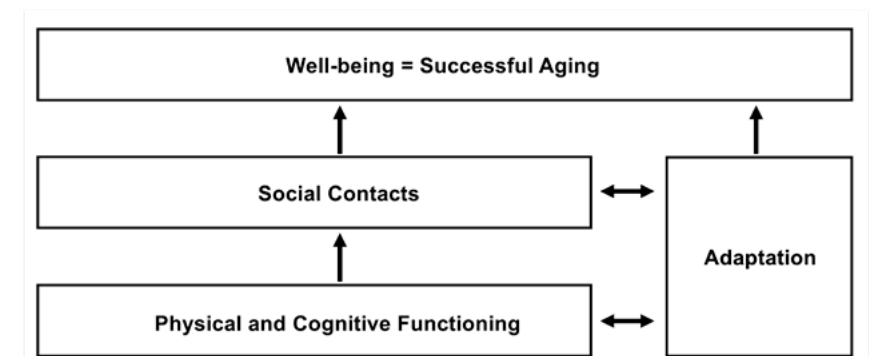 Well-being = Successful Aging
Social Contacts
Adaptation
Physical and Cognitive Functioning